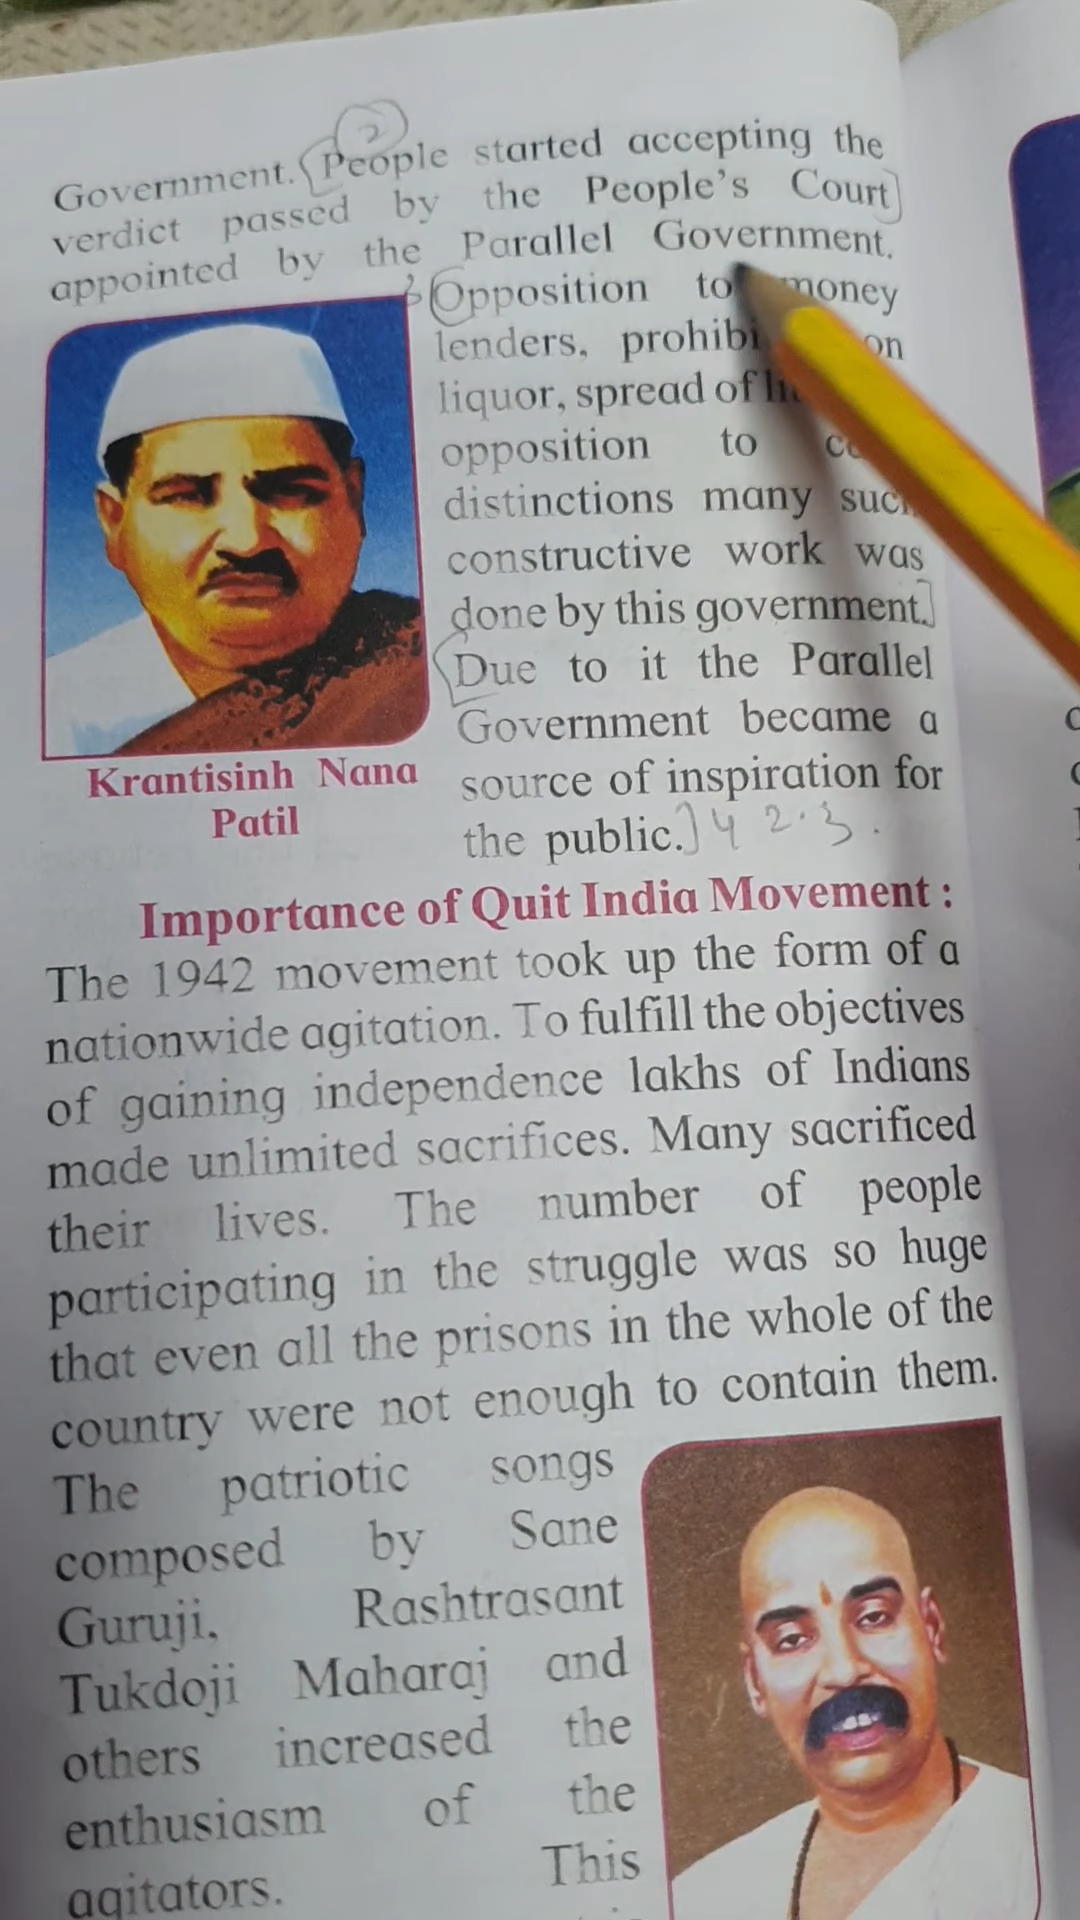 2
Government. People started accepting the
verdict passed by the People's Court
appointed by the Parallel Government.
3
Opposition to money
lenders, on
liquor, spread of
opposition to
distinctions many such
constructive work was
done by this government.
Due to it the Parallel
Government became a
source of inspiration for
the public. 4 2.3.
Krantisinh Nana
Patil
Importance of Quit India Movement :
The 1942 movement took up the form of a
nationwide agitation. To fulfill the objectives
of gaining independence lakhs of Indians
made unlimited sacrifices. Many sacrificed
their lives. The number of people
participating in the struggle was so huge
that even all the prisons in the whole of the
country were not enough to contain them.
The patriotic songs
composed by Sane
Guruji, Rashtrasant
Tukdoji Maharaj and
others increased the
enthusiasm of the
agitators. This